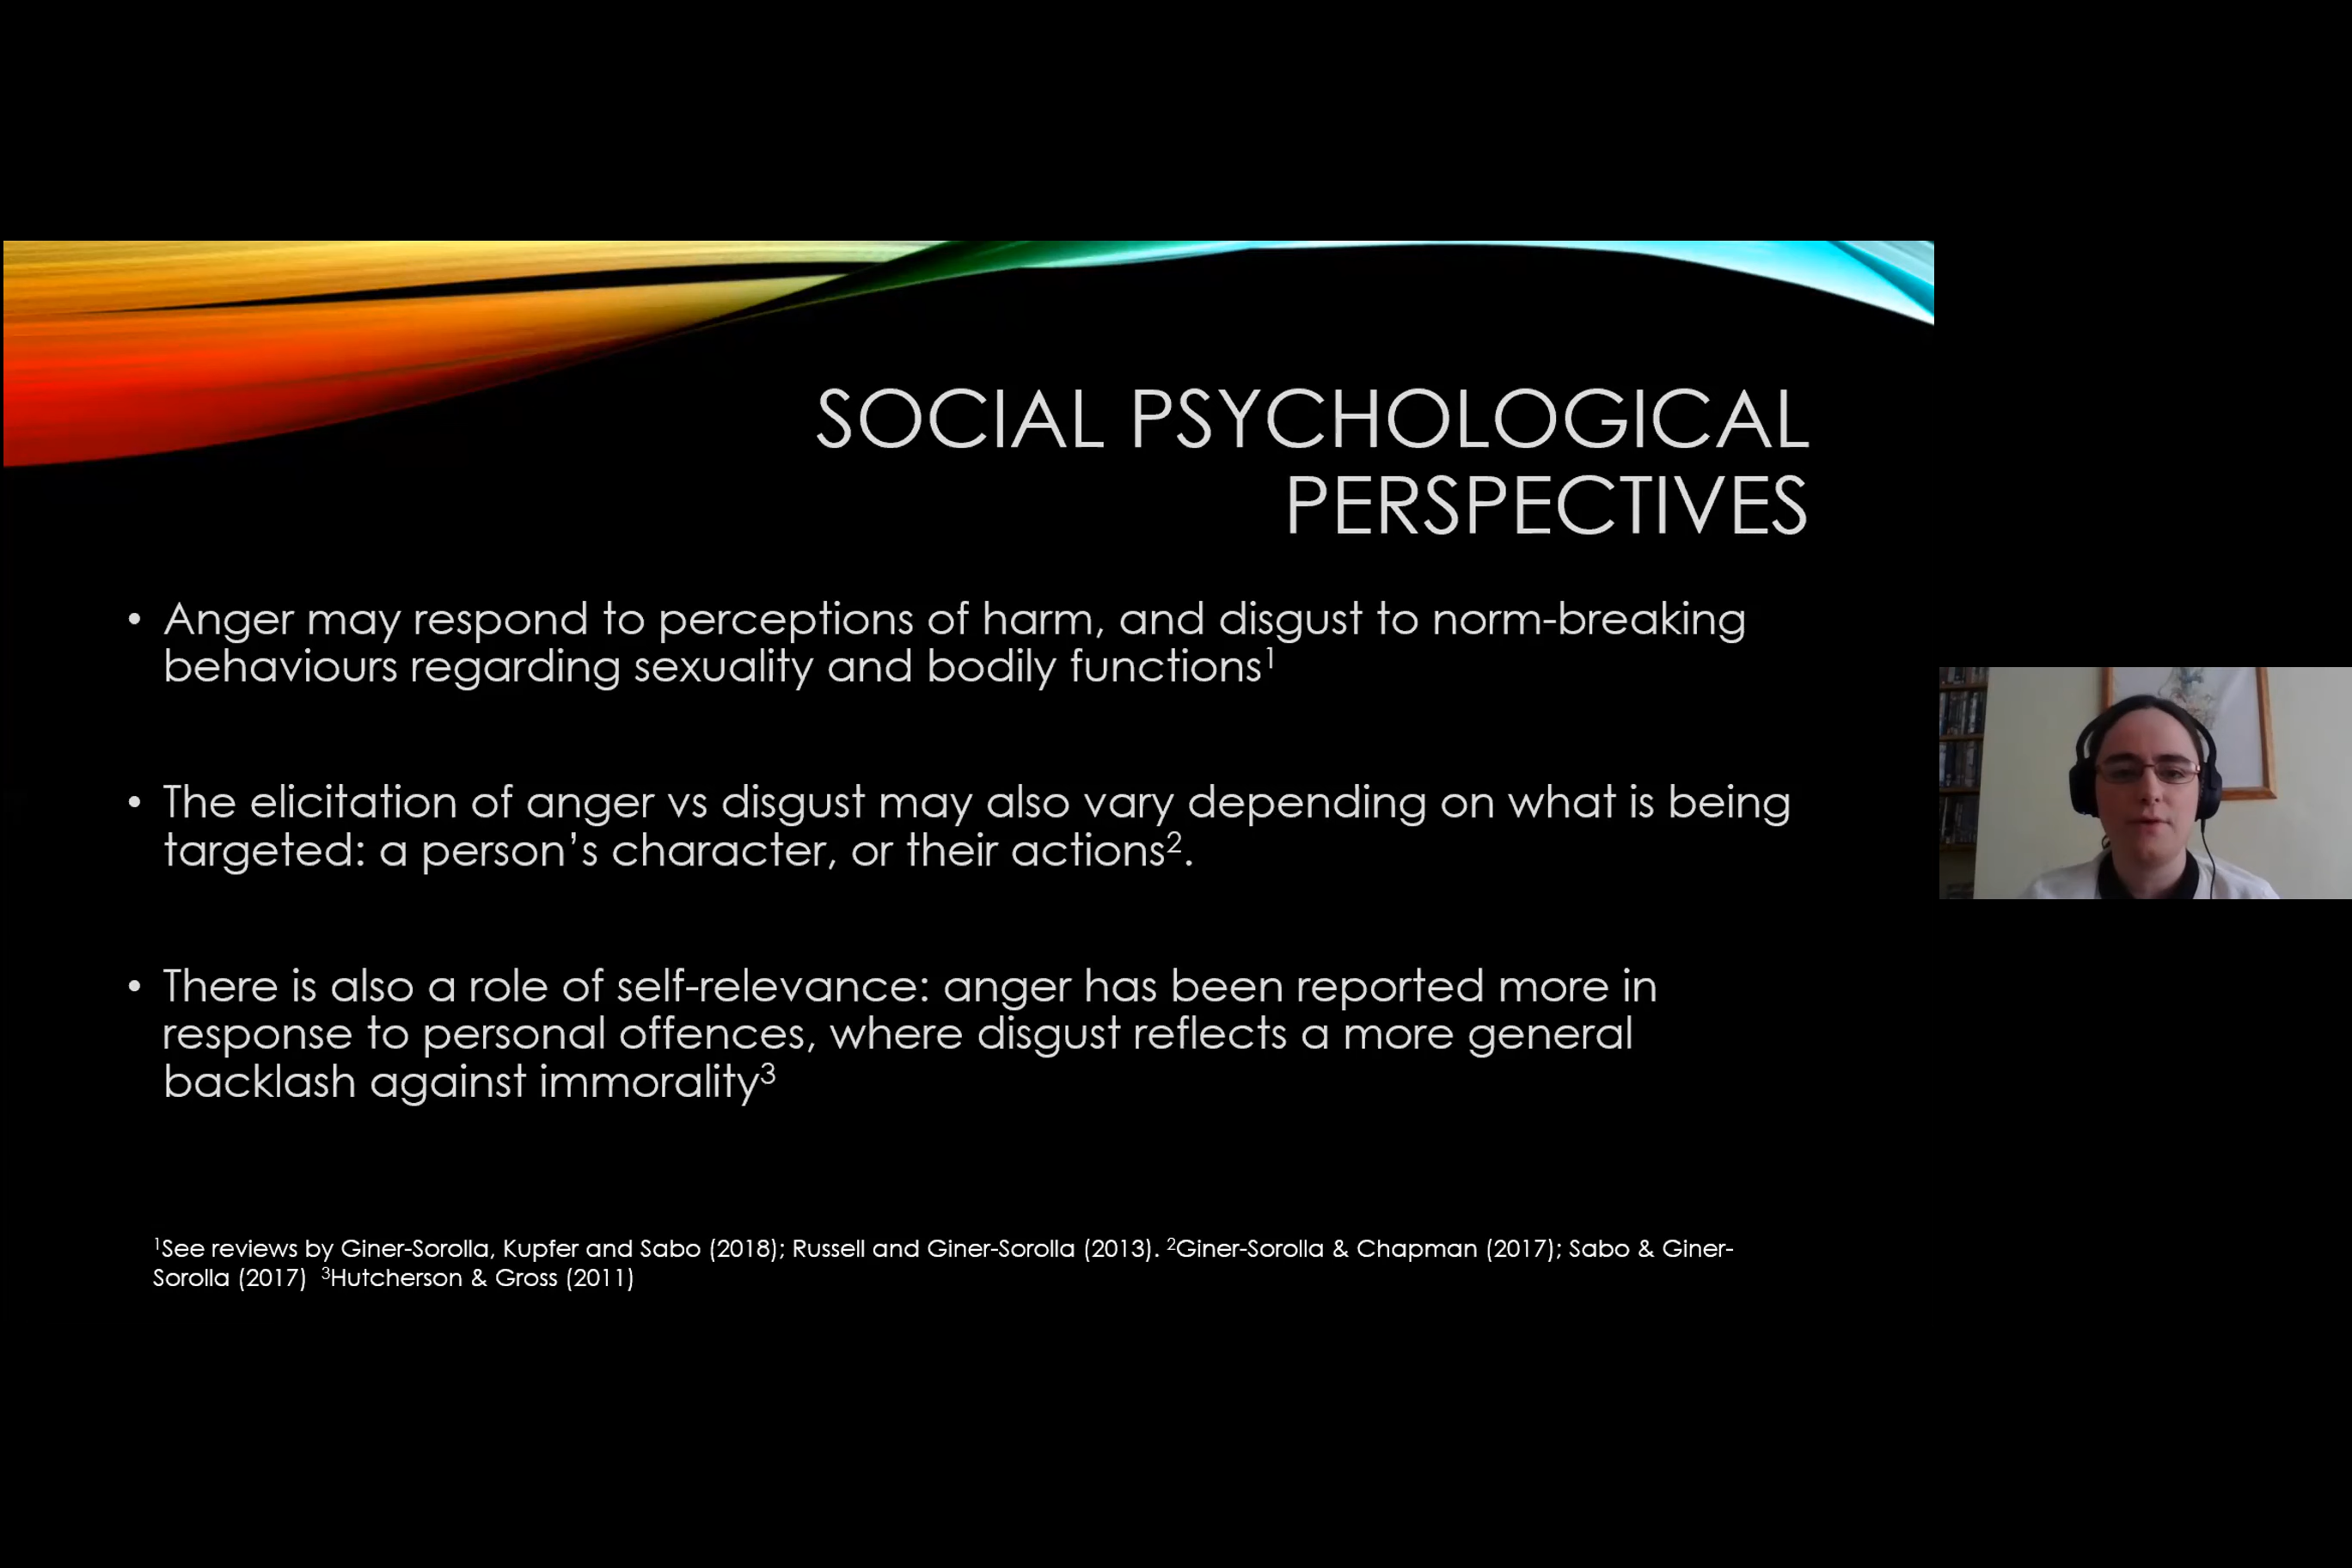 SOCIAL PSYCHOLOGICAL
PERSPECTIVES
• Anger may respond to perceptions of harm, and disgust to norm-breaking
behaviours regarding sexuality and bodily functions¹
• The elicitation of anger vs disgust may also vary depending on what is being
targeted: a person’s character, or their actions².
• There is also a role of self-relevance: anger has been reported more in
response to personal offences, where disgust reflects a more general
backlash against immorality³
¹See reviews by Giner-Sorolla, Kupfer and Sabo (2018); Russell and Giner-Sorolla (2013). ²Giner-Sorolla & Chapman (2017); Sabo & Giner-
Sorolla (2017) ³Hutcherson & Gross (2011)